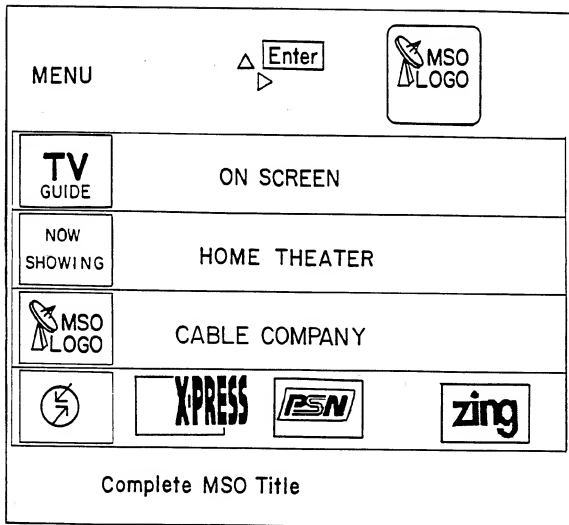 MENU
Enter
MSO
LOGO
TV
GUIDE
ON SCREEN
NOW
SHOWING
HOME THEATER
MSO
LOGO
CABLE COMPANY
X·PRESS
PSN
zing
Complete MSO Title